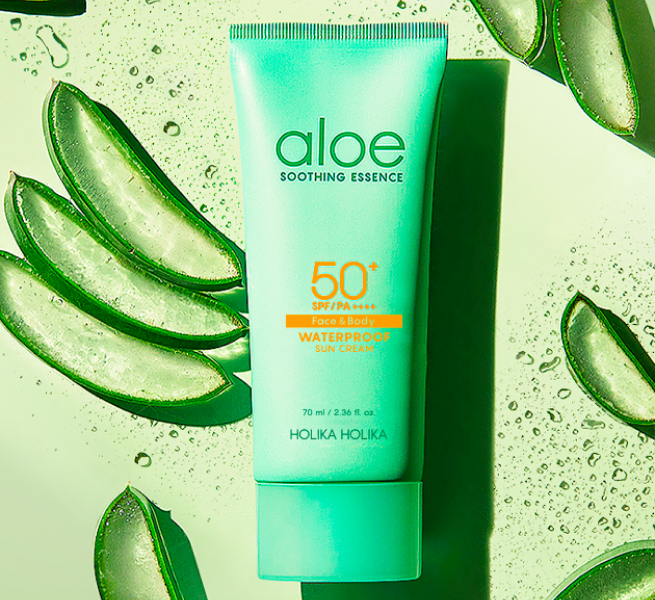 aloe
SOOTHING ESSENCE
50+
SPF/PA++++
Face & Body
WATERPROOF
SUN CREAM
70 ml / 2.36 fl. oz.
HOLIKA HOLIKA